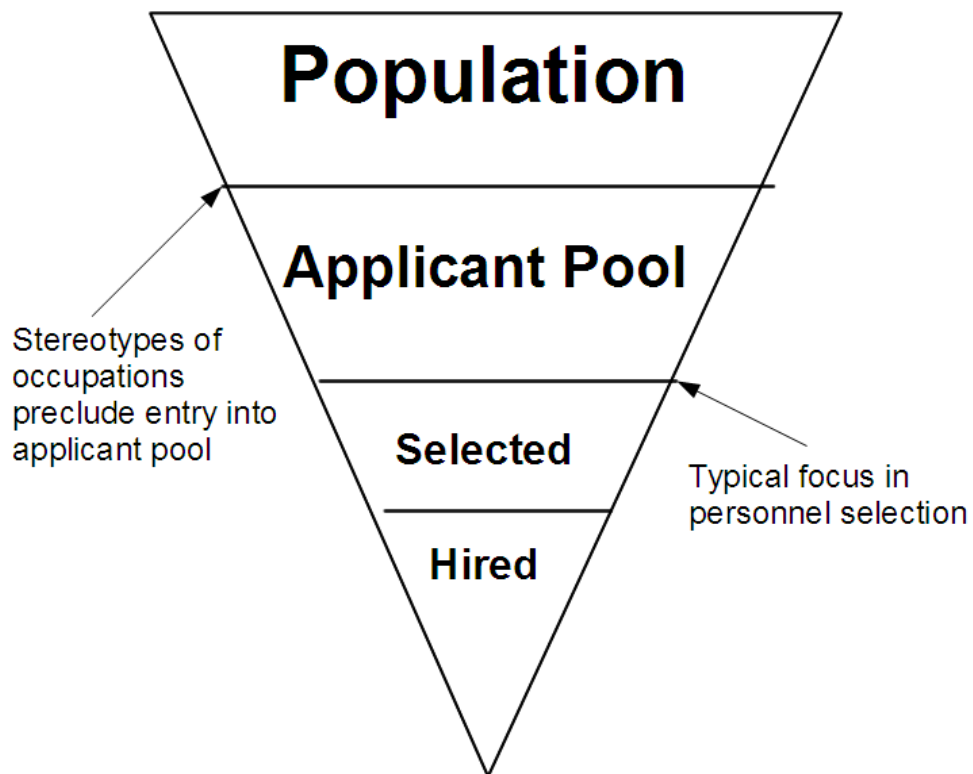 Population
Applicant Pool
Stereotypes of
occupations
preclude entry into
applicant pool
Selected
Typical focus in
personnel selection
Hired